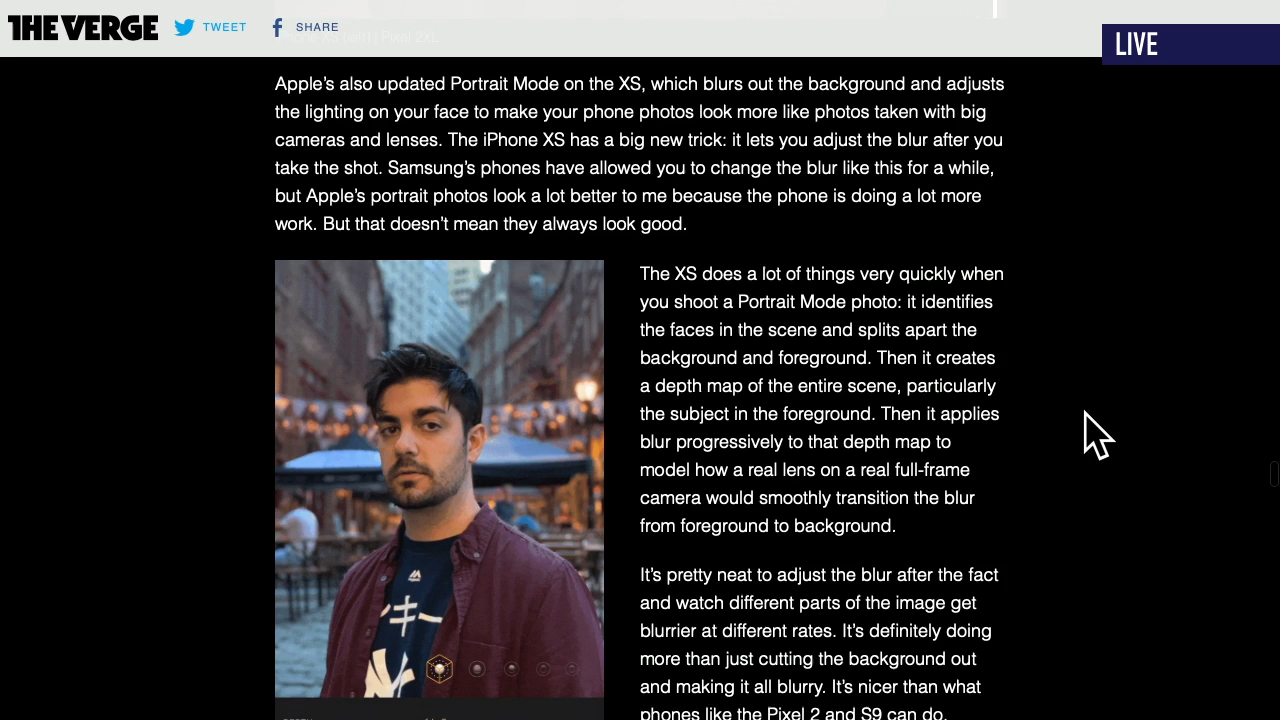 THE VERGE TWEET SHARE
LIVE
Apple’s also updated Portrait Mode on the XS, which blurs out the background and adjusts
the lighting on your face to make your phone photos look more like photos taken with big
cameras and lenses. The iPhone XS has a big new trick: it lets you adjust the blur after you
take the shot. Samsung’s phones have allowed you to change the blur like this for a while,
but Apple’s portrait photos look a lot better to me because the phone is doing a lot more
work. But that doesn’t mean they always look good.
The XS does a lot of things very quickly when
you shoot a Portrait Mode photo: it identifies
the faces in the scene and splits apart the
background and foreground. Then it creates
a depth map of the entire scene, particularly
the subject in the foreground. Then it applies
blur progressively to that depth map to
model how a real lens on a real full-frame
camera would smoothly transition the blur
from foreground to background.
It’s pretty neat to adjust the blur after the fact
and watch different parts of the image get
blurrier at different rates. It’s definitely doing
more than just cutting the background out
and making it all blurry. It’s nicer than what
phones like the Pixel 2 and S9 can do.